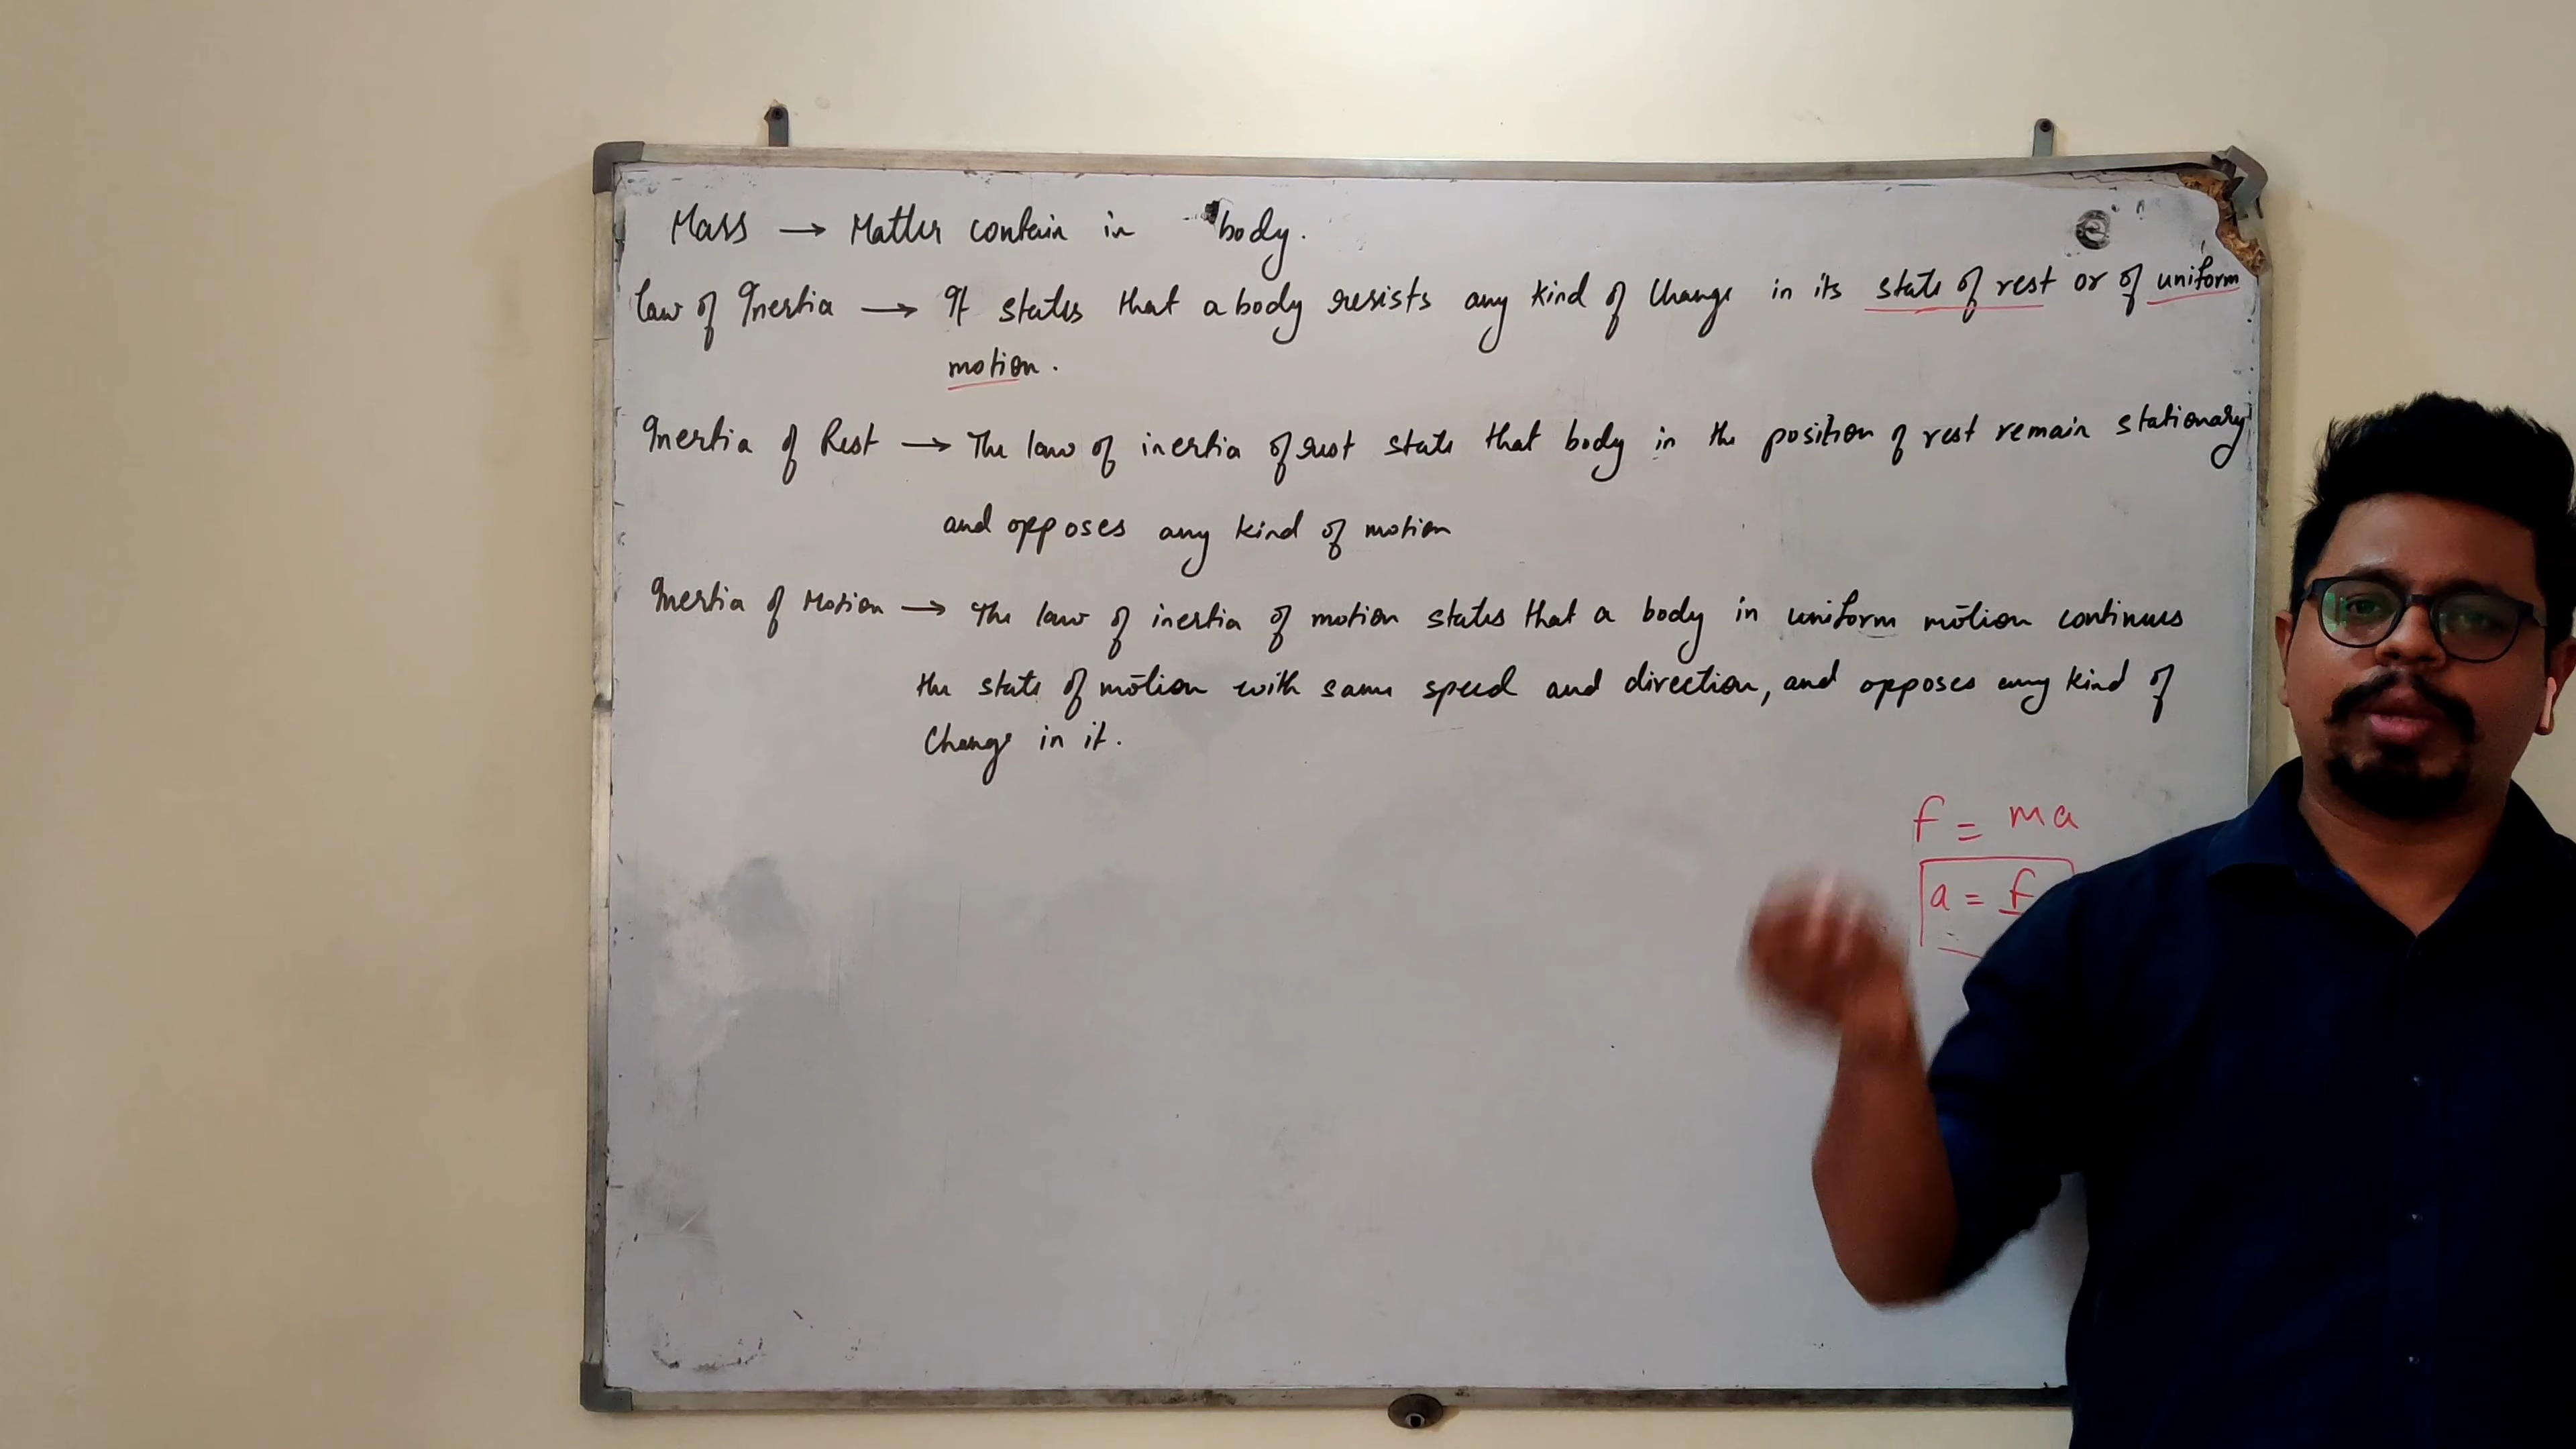 Mass → Matter contain in body.
law of Inertia → It states that a body resists any kind of change in its state of rest or of uniform
motion.
Inertia of Rest → The law of inertia of rest state that body in the position of rest remain stationary
and opposes any kind of motion
Inertia of Motion → The law of inertia of motion states that a body in uniform motion continues
the state of motion with same speed and direction, and opposes any kind of
change in it.
f = ma
a = f